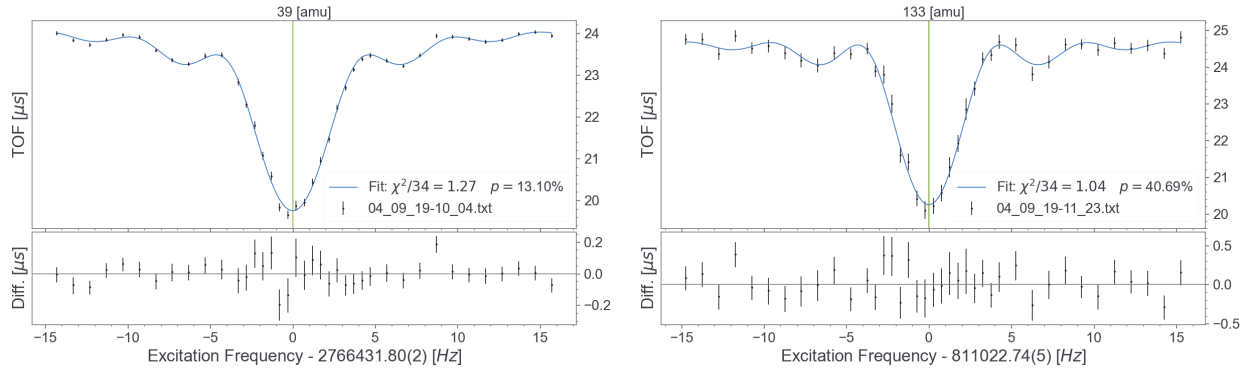 39 [amu]
24
23
22
21
20
TOF [μs]
Fit: χ²/34 = 1.27 p = 13.10%
04_09_19-10_04.txt
0.2
0.0
−0.2
Diff. [μs]
−15 −10 −5 0 5 10 15
Excitation Frequency - 2766431.80(2) [Hz]
133 [amu]
25
24
23
22
21
20
TOF [μs]
Fit: χ²/34 = 1.04 p = 40.69%
04_09_19-11_23.txt
0.5
0.0
−0.5
Diff. [μs]
−15 −10 −5 0 5 10 15
Excitation Frequency - 811022.74(5) [Hz]